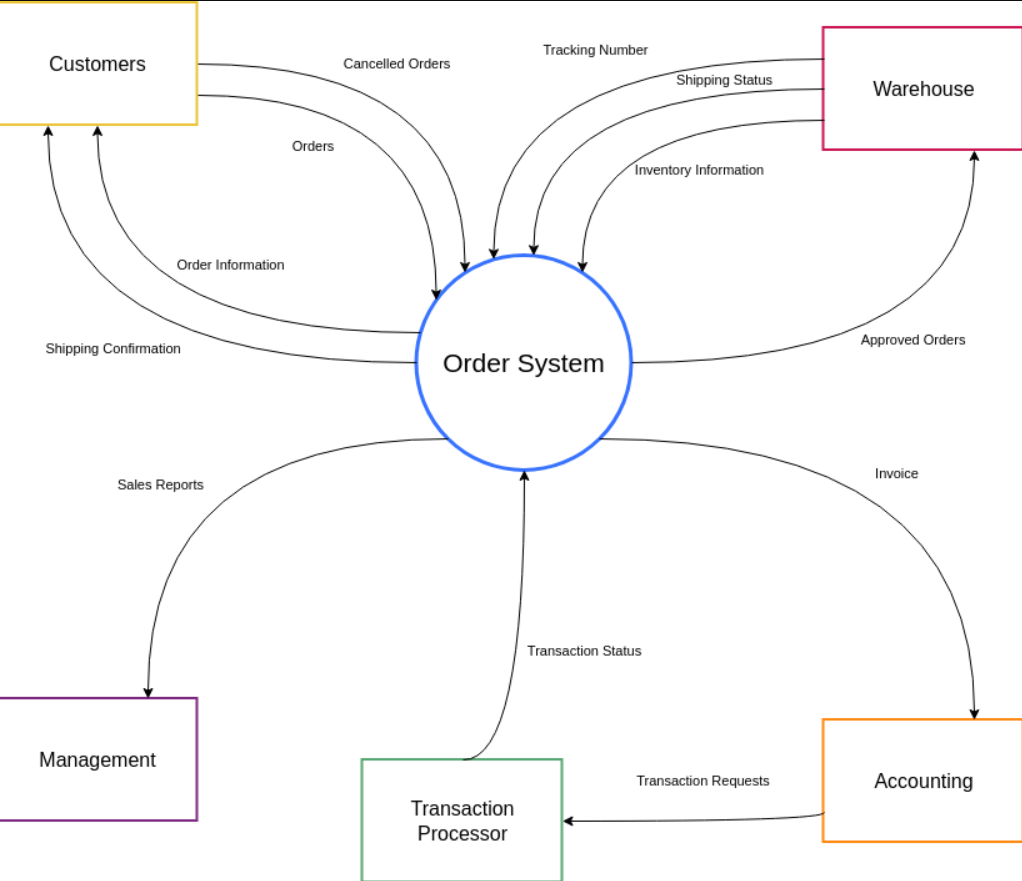 Customers
Cancelled Orders
Tracking Number
Shipping Status
Warehouse
Orders
Inventory Information
Order Information
Shipping Confirmation
Order System
Approved Orders
Sales Reports
Invoice
Transaction Status
Management
Transaction
Processor
Transaction Requests
Accounting